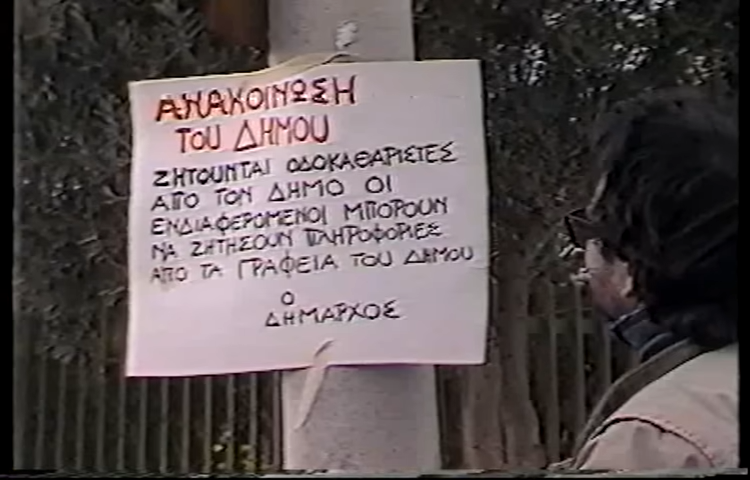 ΑΝΑΚΟΙΝΩΣΗ
ΤΟΥ ΔΗΜΟΥ
ΖΗΤΟΥΝΤΑΙ ΟΔΟΚΑΘΑΡΙΣΤΕΣ
ΑΠΟ ΤΟΝ ΔΗΜΟ ΟΙ
ΕΝΔΙΑΦΕΡΟΜΕΝΟΙ ΜΠΟΡΟΥΝ
ΝΑ ΖΗΤΗΣΟΥΝ ΠΛΗΡΟΦΟΡΙΕΣ
ΑΠΟ ΤΑ ΓΡΑΦΕΙΑ ΤΟΥ ΔΗΜΟΥ
Ο
ΔΗΜΑΡΧΟΣ